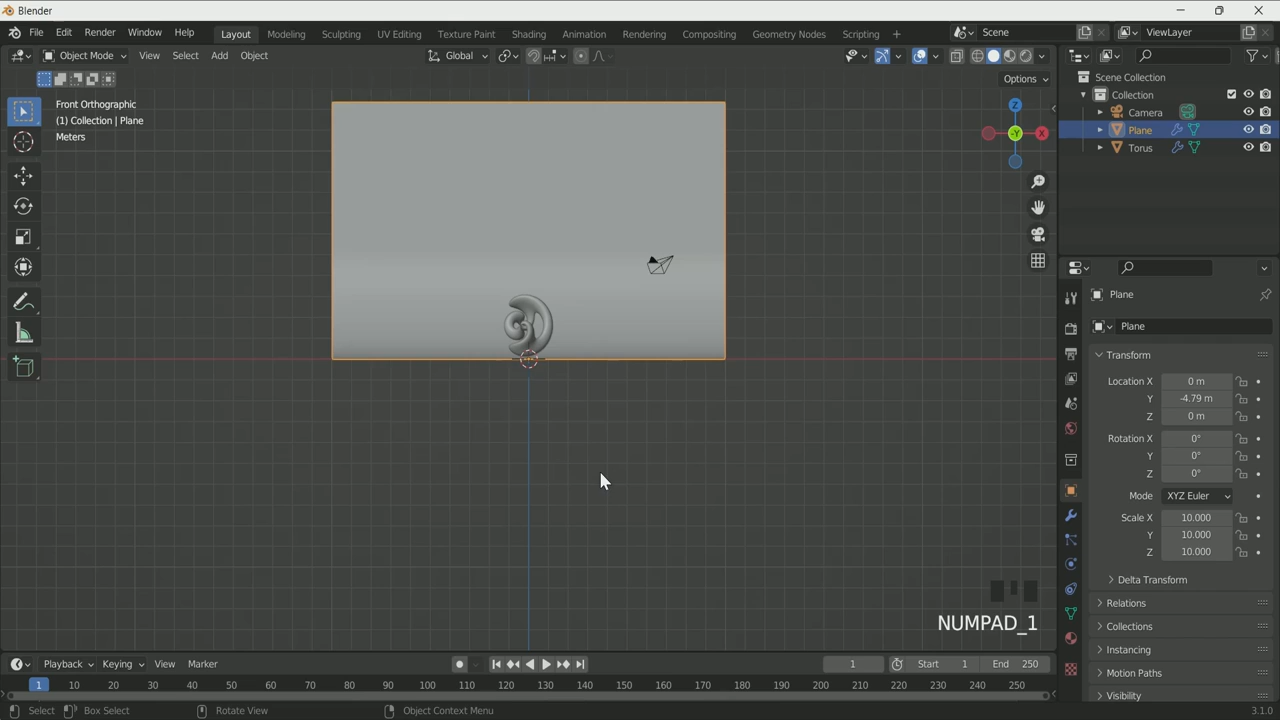 Blender
File Edit Render Window Help Layout Modeling Sculpting UV Editing Texture Paint Shading Animation Rendering Compositing Geometry Nodes Scripting + Scene ViewLayer
Object Mode View Select Add Object Global
Options
Front Orthographic
(1) Collection | Plane
Meters
Z
-Y
X
Scene Collection
Collection
Camera
Plane
Torus
Plane
Plane
Transform
Location X 0 m
Y -4.79 m
Z 0 m
Rotation X 0°
Y 0°
Z 0°
Mode XYZ Euler
Scale X 10.000
Y 10.000
Z 10.000
Delta Transform
Relations
Collections
Instancing
Motion Paths
Visibility
NUMPAD_1
Playback Keying View Marker 1 Start 1 End 250
1 10 20 30 40 50 60 70 80 90 100 110 120 130 140 150 160 170 180 190 200 210 220 230 240 250
Select Box Select Rotate View Object Context Menu 3.1.0